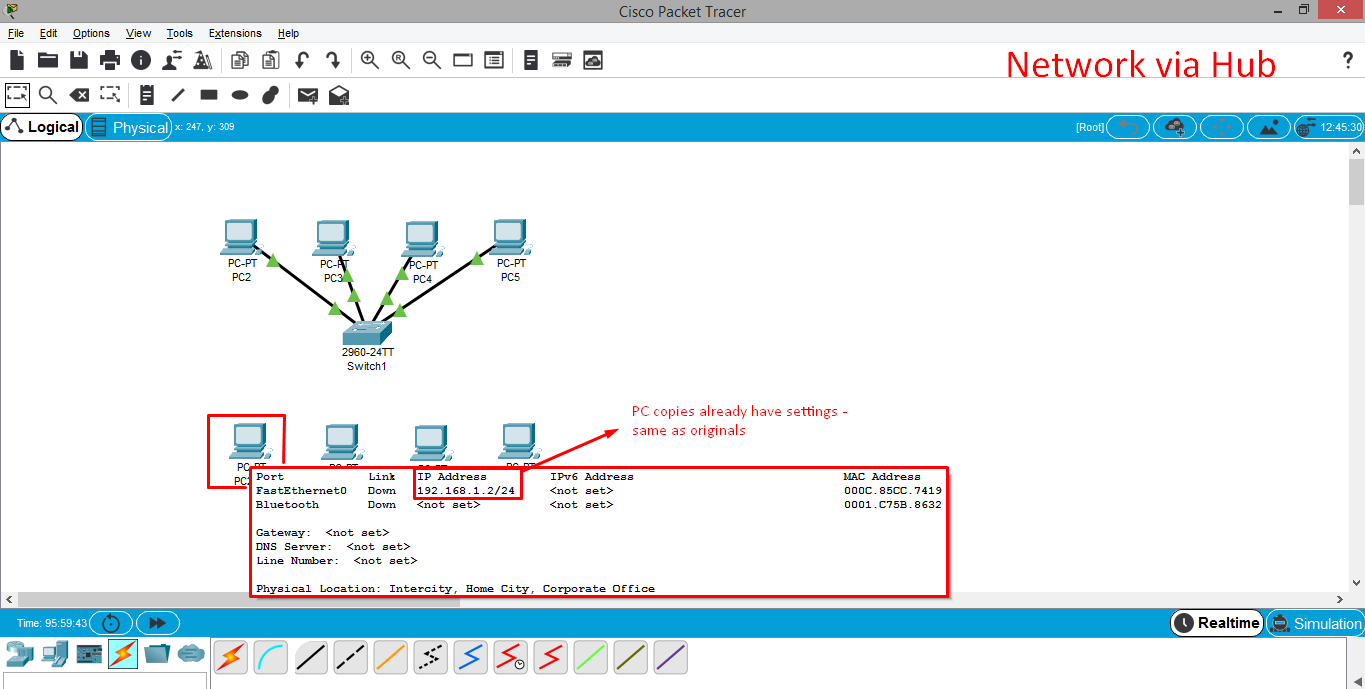 Cisco Packet Tracer
File Edit Options View Tools Extensions Help
Network via Hub
?
Logical Physical x: 247, y: 309 [Root] 12:45:30
PC-PT PC-PT PC-PT PC-PT
PC2 PC3 PC4 PC5
2960-24TT
Switch1
PC copies already have settings -
same as originals
PC-PT PC-PT PC-PT PC-PT
Port Link IP Address IPv6 Address MAC Address
FastEthernet0 Down 192.168.1.2/24 <not set> 000C.85CC.7419
Bluetooth Down <not set> <not set> 0001.C75B.8632
Gateway: <not set>
DNS Server: <not set>
Line Number: <not set>
Physical Location: Intercity, Home City, Corporate Office
Time: 95:59:43 Realtime Simulation